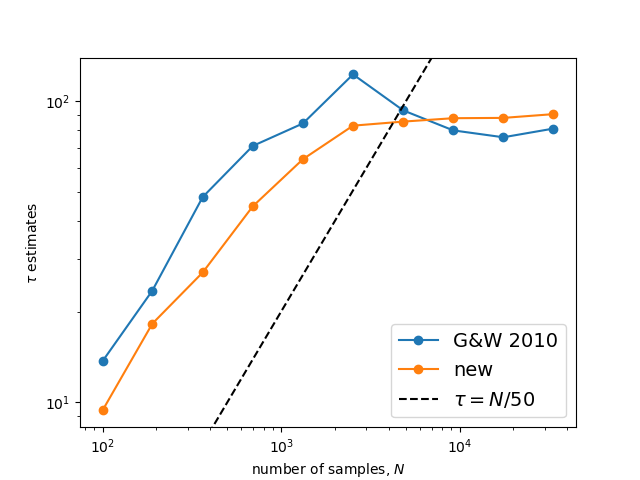 10²
10¹
τ estimates
G&W 2010
new
τ = N/50
10² 10³ 10⁴
number of samples, N